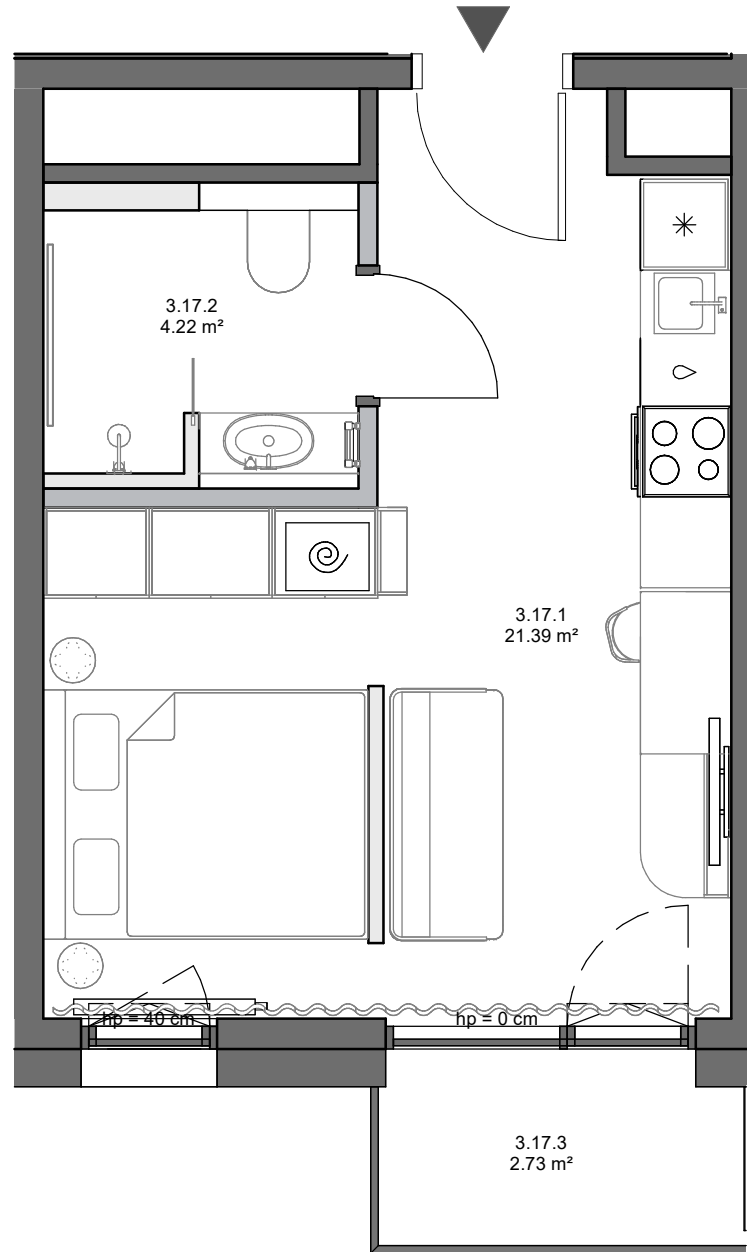 3.17.2
4.22 m²
3.17.1
21.39 m²
hp = 40 cm
hp = 0 cm
3.17.3
2.73 m²